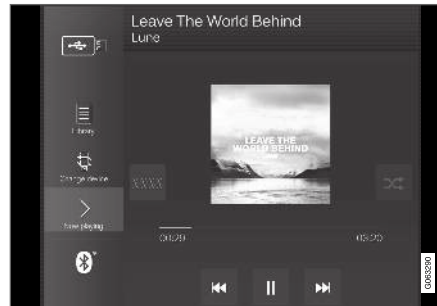 Leave The World Behind
Lune
Library
Change device
Now playing
LEAVE THE
WORLD BEHIND
XXXX
00:29
03:20
G063290